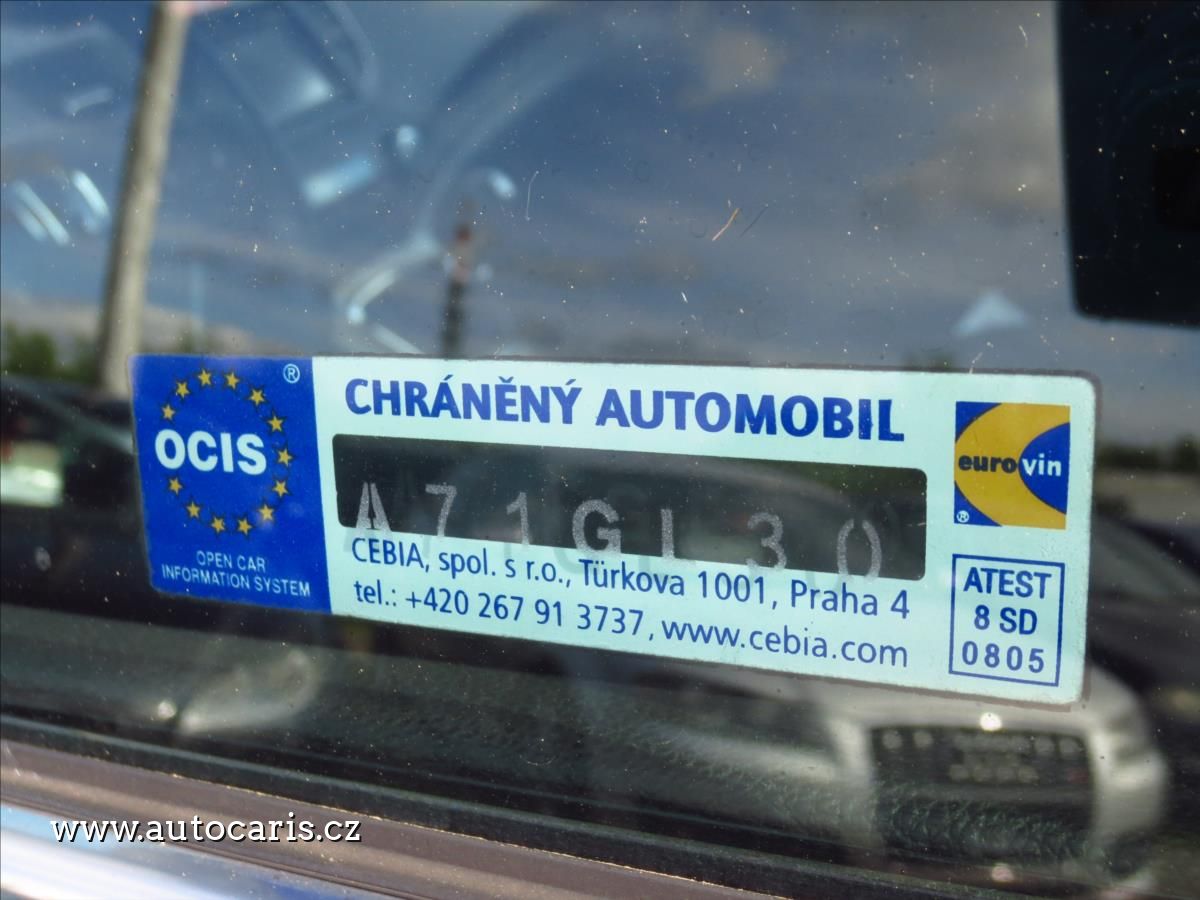 OCIS
®
OPEN CAR
INFORMATION SYSTEM
CHRÁNĚNÝ AUTOMOBIL
A71GL30
CEBIA, spol. s r.o., Türkova 1001, Praha 4
tel.: +420 267 91 3737, www.cebia.com
eurovin
®
ATEST
8 SD
0805
www.autocaris.cz